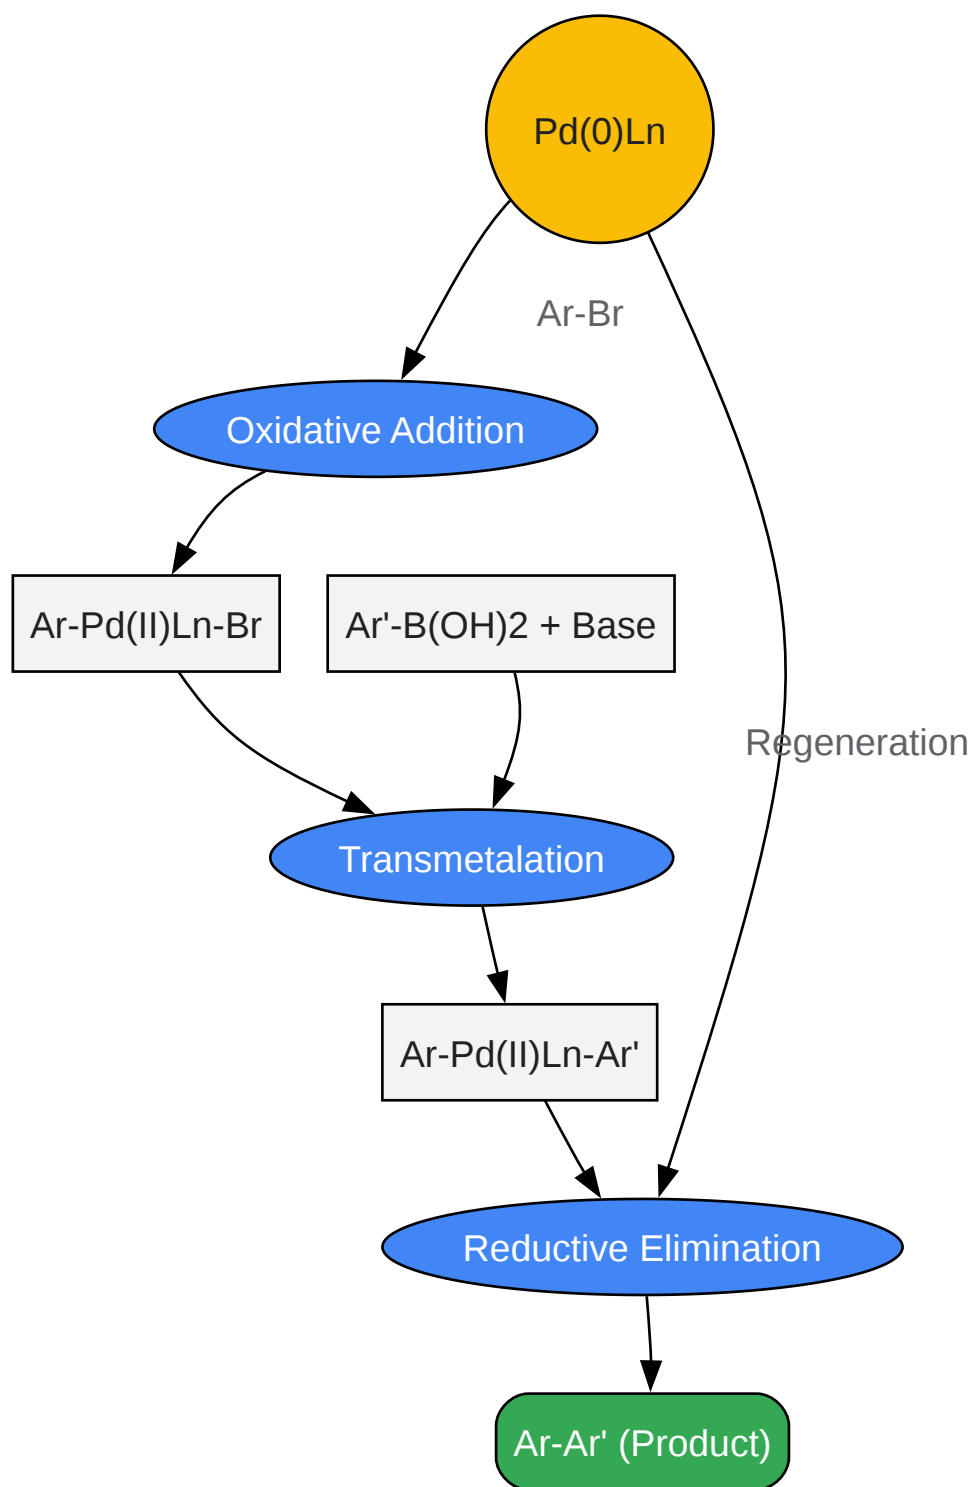 Pd(0)Ln
Ar-Br
Oxidative Addition
Ar-Pd(II)Ln-Br
Ar'-B(OH)2 + Base
Regeneration
Transmetalation
Ar-Pd(II)Ln-Ar'
Reductive Elimination
Ar-Ar' (Product)